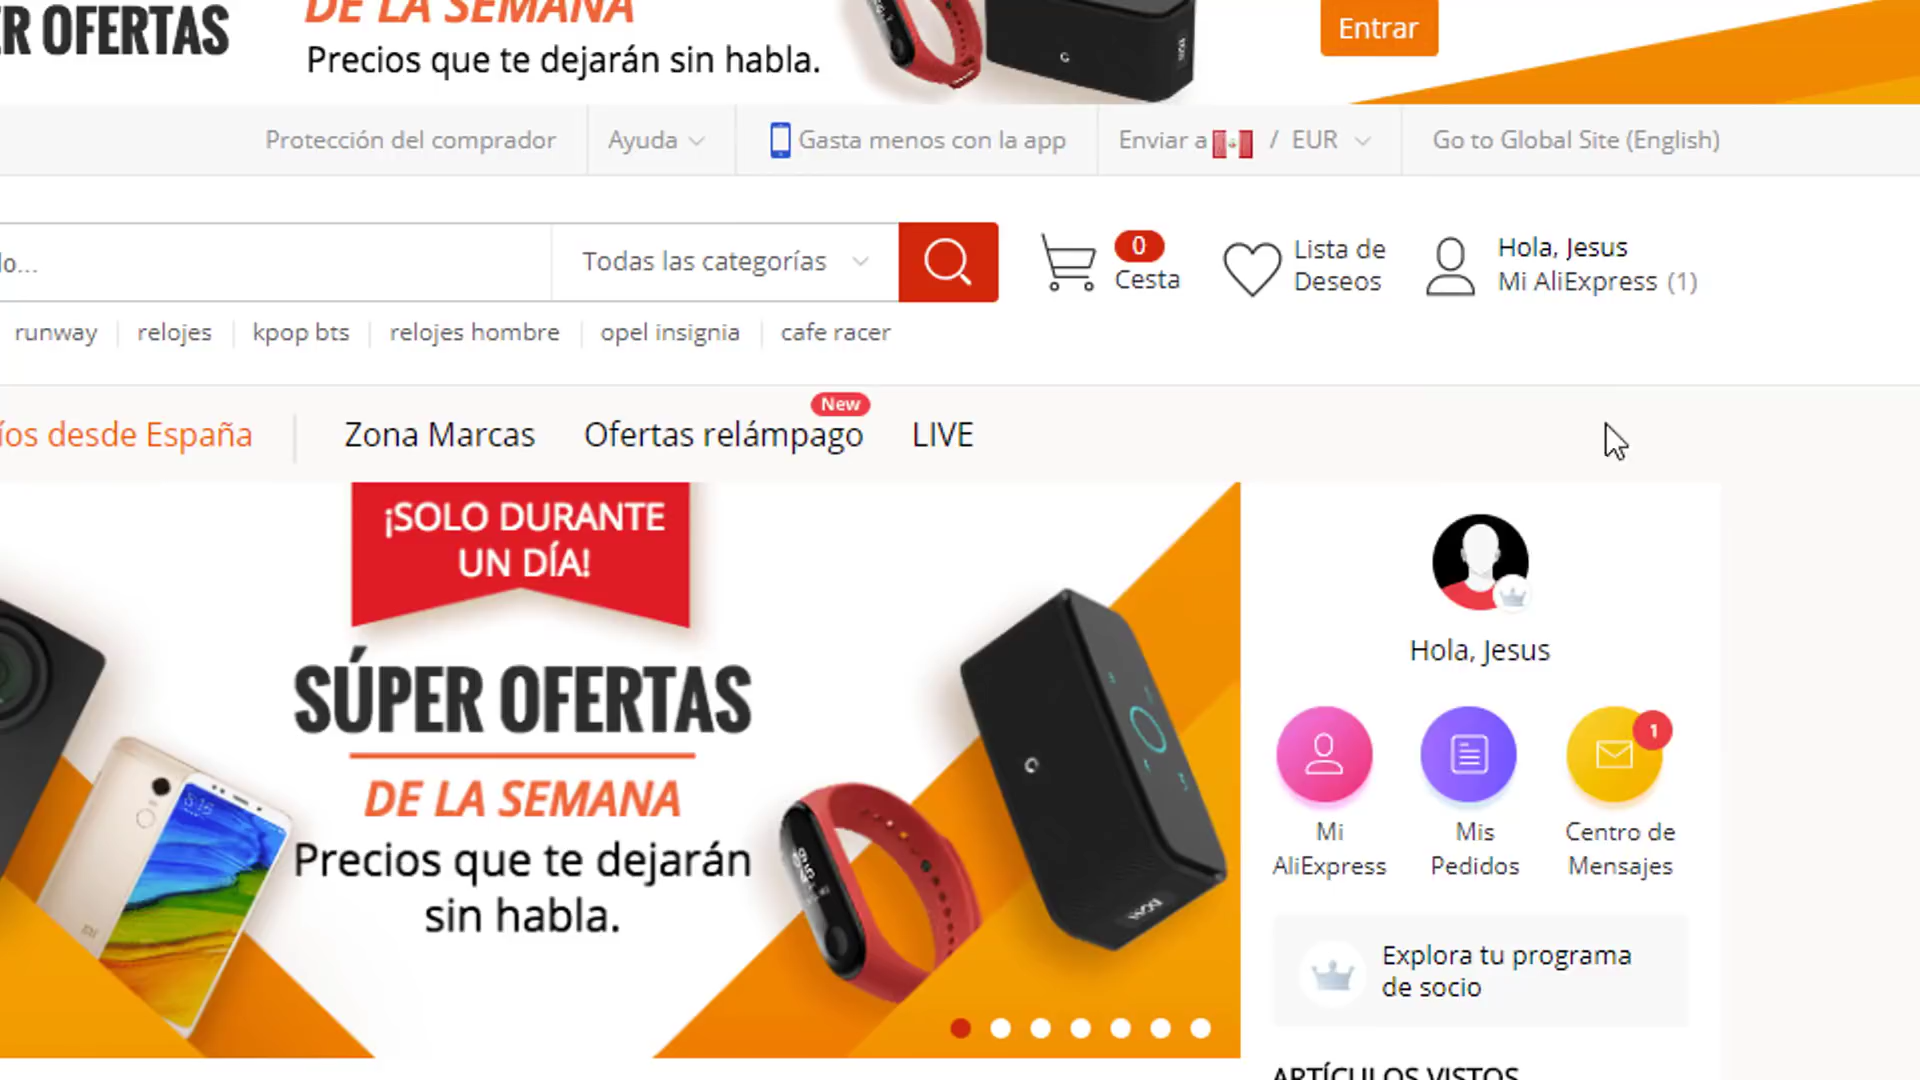 DE LA SEMANA
ER OFERTAS
Precios que te dejarán sin habla.
Entrar
Protección del comprador
Ayuda
Gasta menos con la app
Enviar a / EUR
Go to Global Site (English)
lo...
Todas las categorías
0
Cesta
Lista de
Deseos
Hola, Jesus
Mi AliExpress (1)
runway
relojes
kpop bts
relojes hombre
opel insignia
cafe racer
íos desde España
Zona Marcas
Ofertas relámpago
New
LIVE
¡SOLO DURANTE
UN DÍA!
SÚPER OFERTAS
DE LA SEMANA
Precios que te dejarán
sin habla.
mi
Hola, Jesus
1
Mi
AliExpress
Mis
Pedidos
Centro de
Mensajes
Explora tu programa
de socio
ARTÍCULOS VISTOS